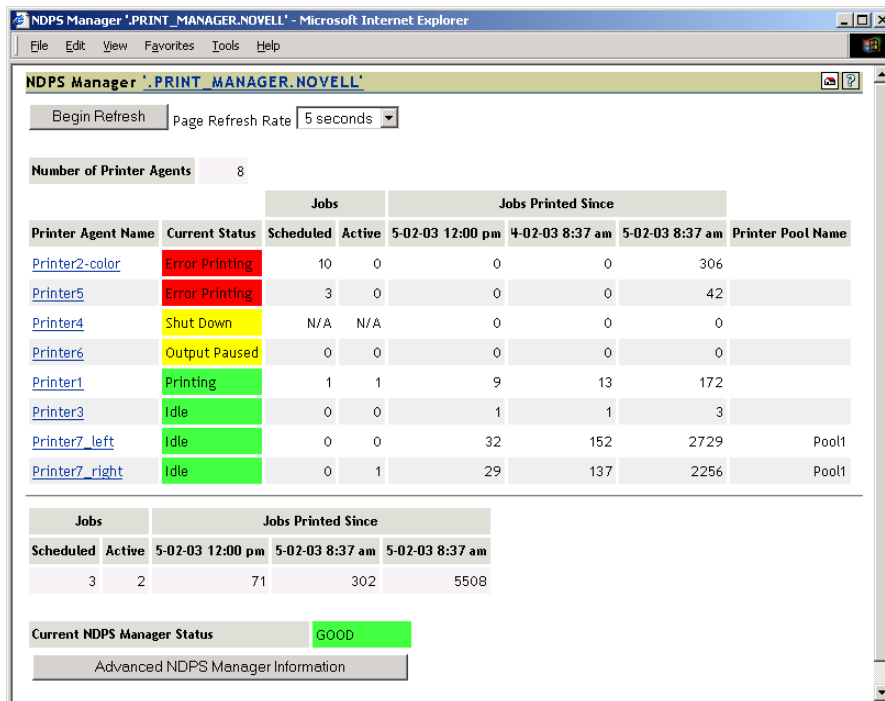 NDPS Manager '.PRINT_MANAGER.NOVELL' - Microsoft Internet Explorer
File Edit View Favorites Tools Help
NDPS Manager '.PRINT_MANAGER.NOVELL'
Begin Refresh Page Refresh Rate 5 seconds
Number of Printer Agents 8
Jobs Jobs Printed Since
Printer Agent Name Current Status Scheduled Active 5-02-03 12:00 pm 4-02-03 8:37 am 5-02-03 8:37 am Printer Pool Name
Printer2-color Error Printing 10 0 0 0 306
Printer5 Error Printing 3 0 0 0 42
Printer4 Shut Down N/A N/A 0 0 0
Printer6 Output Paused 0 0 0 0 0
Printer1 Printing 1 1 9 13 172
Printer3 Idle 0 0 1 1 3
Printer7_left Idle 0 0 32 152 2729 Pool1
Printer7_right Idle 0 1 29 137 2256 Pool1
Jobs Jobs Printed Since
Scheduled Active 5-02-03 12:00 pm 5-02-03 8:37 am 5-02-03 8:37 am
3 2 71 302 5508
Current NDPS Manager Status GOOD
Advanced NDPS Manager Information